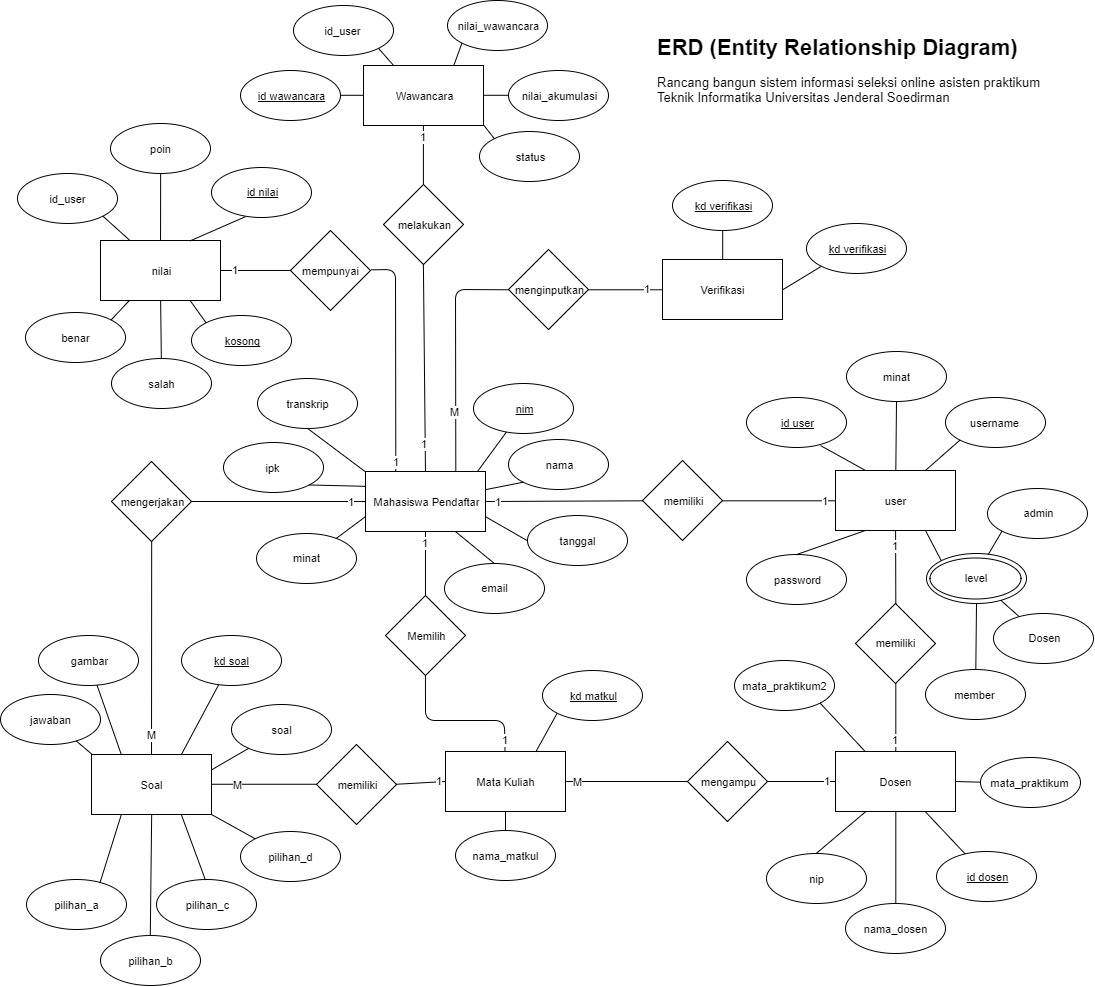 ERD (Entity Relationship Diagram)
Rancang bangun sistem informasi seleksi online asisten praktikum
Teknik Informatika Universitas Jenderal Soedirman
id_user
nilai_wawancara
id wawancara
Wawancara
nilai_akumulasi
status
1
melakukan
1
poin
id_user
id nilai
nilai
1
mempunyai
1
benar
kosong
salah
kd verifikasi
kd verifikasi
menginputkan
1
Verifikasi
M
transkrip
nim
ipk
nama
mengerjakan
1
Mahasiswa Pendaftar
1
memiliki
1
user
minat
tanggal
email
1
minat
id user
username
admin
password
level
1
Dosen
member
memiliki
1
Memilih
1
M
gambar
kd soal
jawaban
soal
Soal
M
memiliki
1
Mata Kuliah
M
mengampu
1
Dosen
kd matkul
mata_praktikum2
mata_praktikum
nama_matkul
pilihan_d
pilihan_a
pilihan_c
pilihan_b
nip
id dosen
nama_dosen